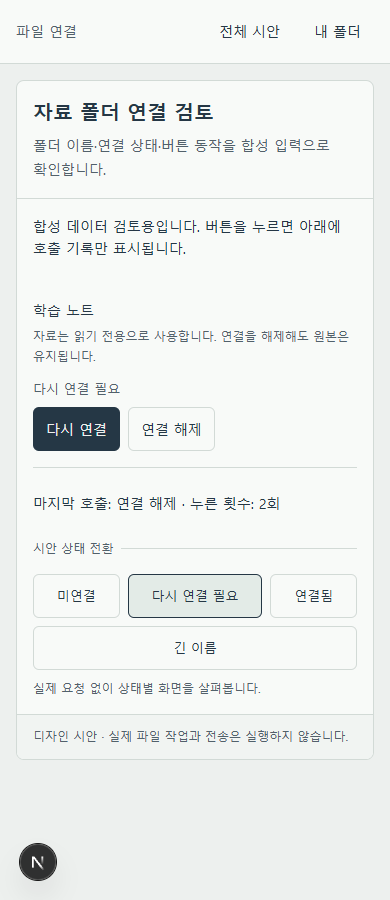 파일 연결
전체 시안
내 폴더
자료 폴더 연결 검토
폴더 이름·연결 상태·버튼 동작을 합성 입력으로
확인합니다.
합성 데이터 검토용입니다. 버튼을 누르면 아래에
호출 기록만 표시됩니다.
학습 노트
자료는 읽기 전용으로 사용합니다. 연결을 해제해도 원본은
유지됩니다.
다시 연결 필요
다시 연결
연결 해제
마지막 호출: 연결 해제 · 누른 횟수: 2회
시안 상태 전환
미연결
다시 연결 필요
연결됨
긴 이름
실제 요청 없이 상태별 화면을 살펴봅니다.
디자인 시안 · 실제 파일 작업과 전송은 실행하지 않습니다.
N